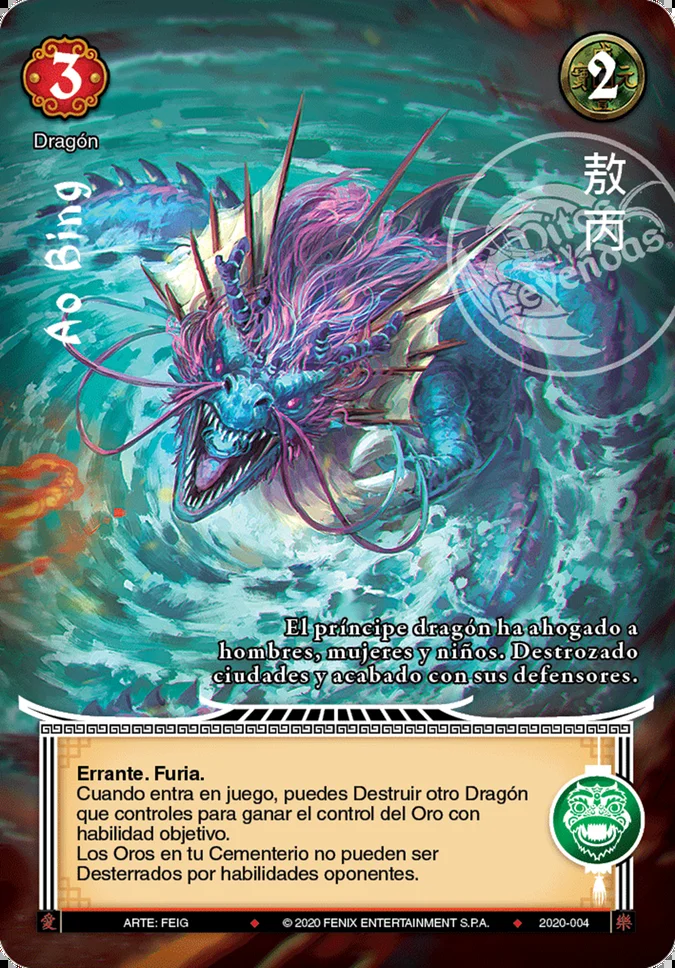 3
2
Dragón
Ao Bing
敖丙
Mitos y
Leyendas®
El príncipe dragón ha ahogado a
hombres, mujeres y niños. Destrozado
ciudades y acabado con sus defensores.
Errante. Furia.
Cuando entra en juego, puedes Destruir otro Dragón
que controles para ganar el control del Oro con
habilidad objetivo.
Los Oros en tu Cementerio no pueden ser
Desterrados por habilidades oponentes.
愛
ARTE: FEIG ♦ © 2020 FENIX ENTERTAINMENT S.P.A. ♦ 2020-004
樂